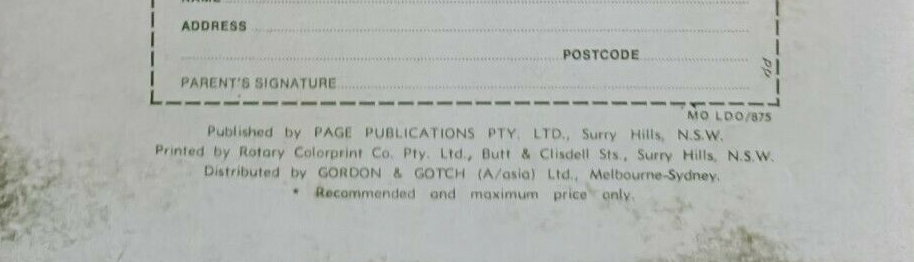 NAME
ADDRESS
POSTCODE
PARENT'S SIGNATURE
pp
MO LDO/875
Published by PAGE PUBLICATIONS PTY. LTD., Surry Hills, N.S.W.
Printed by Rotary Colorprint Co. Pty. Ltd., Butt & Clisdell Sts., Surry Hills, N.S.W.
Distributed by GORDON & GOTCH (A/asia) Ltd., Melbourne-Sydney.
* Recommended and maximum price only.